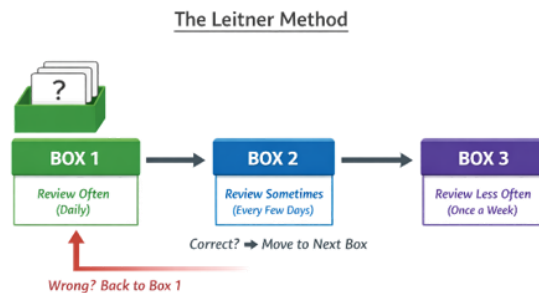 The Leitner Method
?
BOX 1
Review Often
(Daily)
BOX 2
Review Sometimes
(Every Few Days)
BOX 3
Review Less Often
(Once a Week)
Correct? ➡ Move to Next Box
Wrong? Back to Box 1